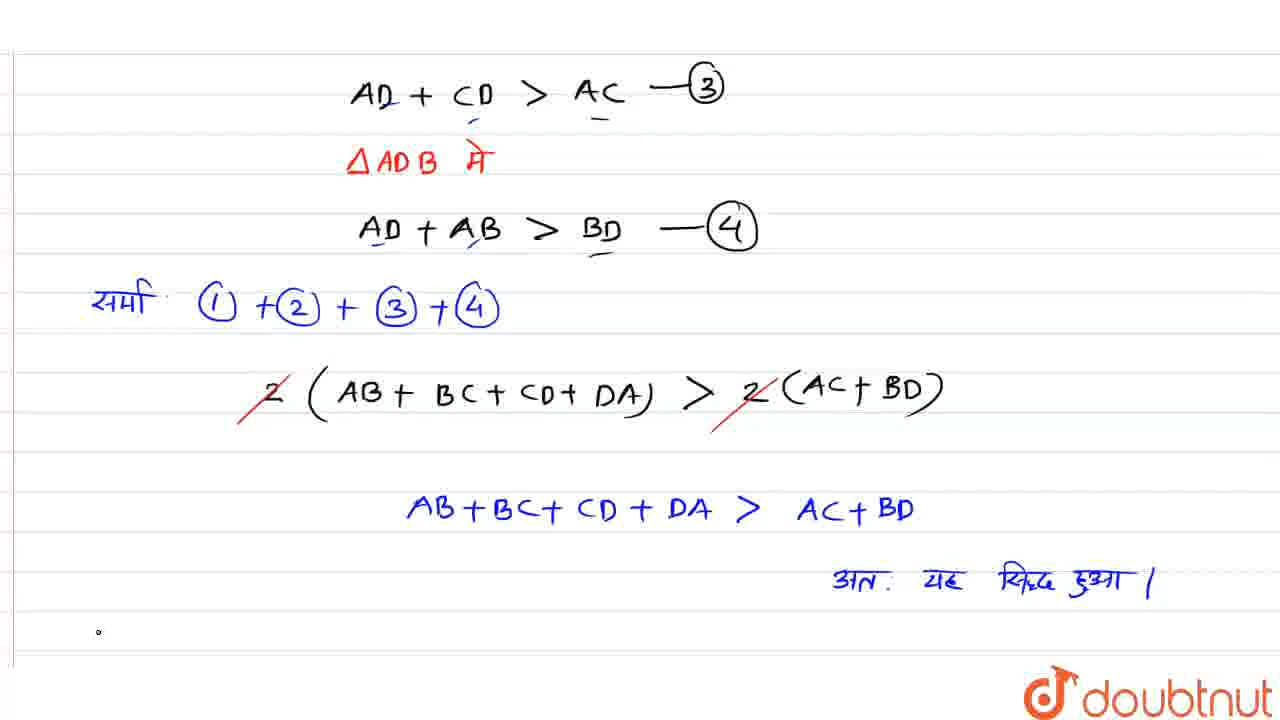 AD + CD > AC — ③
△ADB मे
AD + AB > BD — ④
समी ① + ② + ③ + ④
2 (AB + BC + CD + DA) > 2 (AC + BD)
AB + BC + CD + DA > AC + BD
अत: यह सिद्ध हुआ |
doubtnut